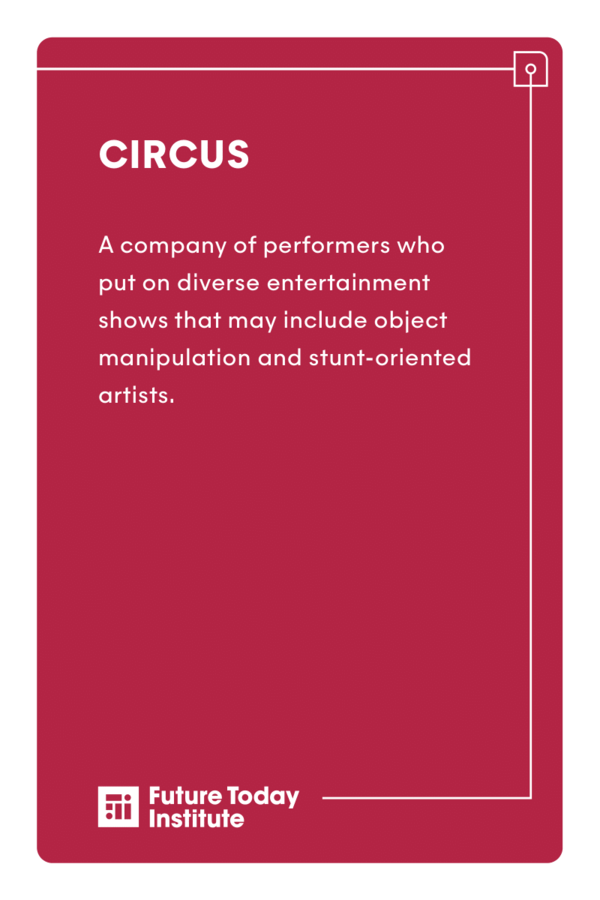 CIRCUS
A company of performers who
put on diverse entertainment
shows that may include object
manipulation and stunt-oriented
artists.
Future Today
Institute